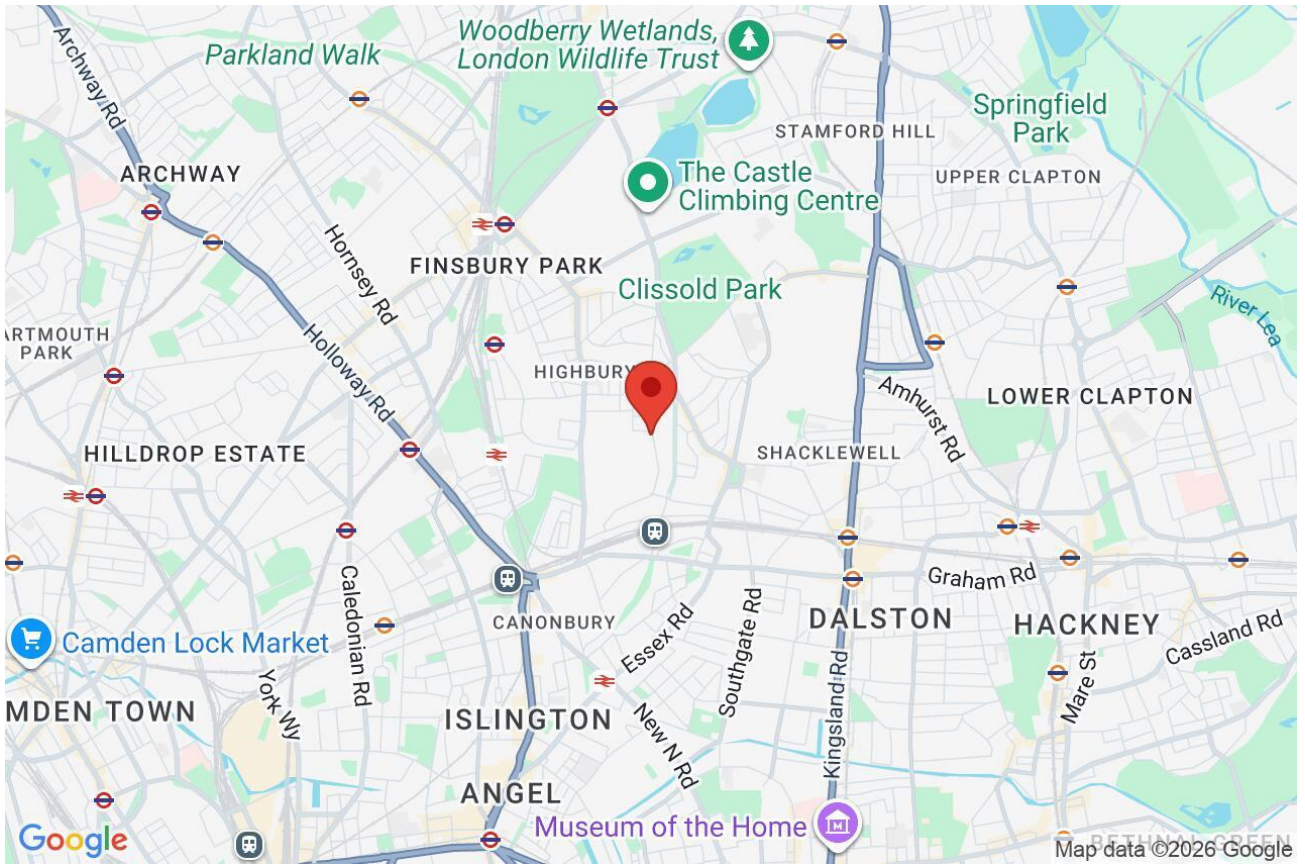 Archway Rd
Parkland Walk
Woodberry Wetlands,
London Wildlife Trust
STAMFORD HILL
Springfield
Park
ARCHWAY
The Castle
Climbing Centre
UPPER CLAPTON
Hornsey Rd
FINSBURY PARK
Clissold Park
River Lea
ARTMOUTH
PARK
Holloway Rd
HIGHBURY
Amhurst Rd
LOWER CLAPTON
HILLDROP ESTATE
SHACKLEWELL
Caledonian Rd
CANONBURY
Essex Rd
Southgate Rd
Graham Rd
DALSTON
HACKNEY
Cassland Rd
Camden Lock Market
York Wy
MDEN TOWN
ISLINGTON
New N Rd
Kingsland Rd
Mare St
ANGEL
Museum of the Home
M
BETHNAL GREEN
Google
Map data ©2026 Google